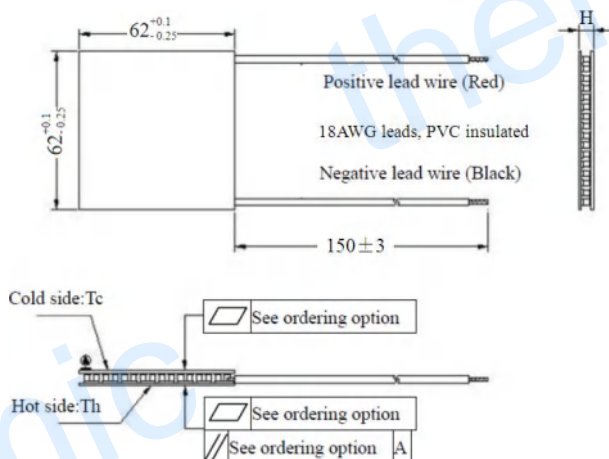 62+0.1-0.25
H
62+0.1-0.25
Positive lead wire (Red)
18AWG leads, PVC insulated
Negative lead wire (Black)
150±3
Cold side:Tc
See ordering option
Hot side:Th
See ordering option
See ordering option A